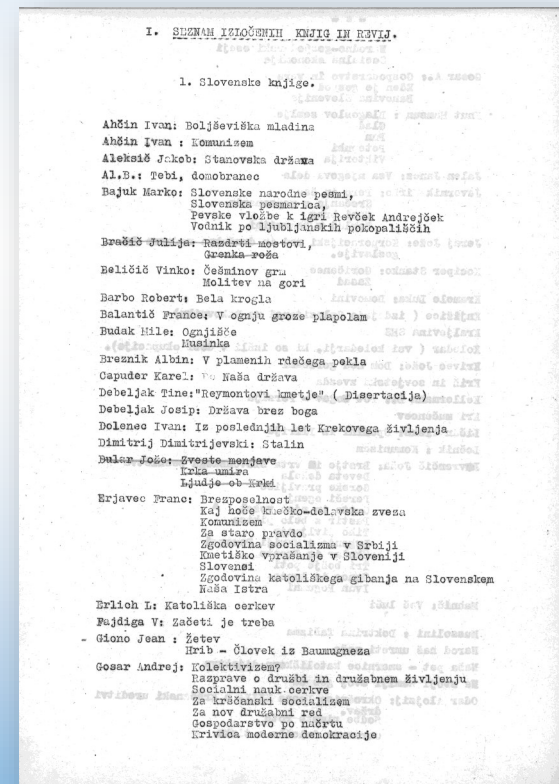 I. SEZNAM IZLOČENIH KNJIG IN REVIJ.
1. Slovenske knjige.
Ahčin Ivan: Boljševiška mladina
Ahčin Ivan : Komunizem
Aleksič Jakob: Stanovska država
Al.B.: Tebi, domobranec
Bajuk Marko: Slovenske narodne pesmi,
Slovenska pesmarica,
Pevske vložbe k igri Revček Andrejček
Vodnik po ljubljanskih pokopališčih
Bračič Julija: Razdrti mostovi,
Grenka roža
Beličič Vinko: Češminov grm
Molitev na gori
Barbo Robert: Bela krogla
Balantič France: V ognju groze plapolam
Budak Mile: Ognjišče
Musinka
Breznik Albin: V plamenih rdečega pekla
Capuder Karel: Naša država
Debeljak Tine:"Reymontovi kmetje" ( Disertacija)
Debeljak Josip: Država brez boga
Dolenec Ivan: Iz poslednjih let Krekovega življenja
Dimitrij Dimitrijevski: Stalin
Bular Jože: Zveste menjave
Krka umira
Ljudje ob Krki
Erjavec Franc: Brezposelnost
Kaj hoče kmečko-delavska zveza
Komunizem
Za staro pravdo
Zgodovina socializma v Srbiji
Kmetiško vprašanje v Sloveniji
Slovenci
Zgodovina katoliškega gibanja na Slovenskem
Naša Istra
Erlich L: Katoliška cerkev
Fajdiga V: Začeti je treba
- Giono Jean : Žetev
Hrib - Človek iz Baumugneza
Gosar Andrej: Kolektivizem?
Razprave o družbi in družabnem življenju
Socialni nauk cerkve
Za krščanski socializem
Za nov družabni red
Gospodarstvo po načrtu
Krivica moderne demokracije